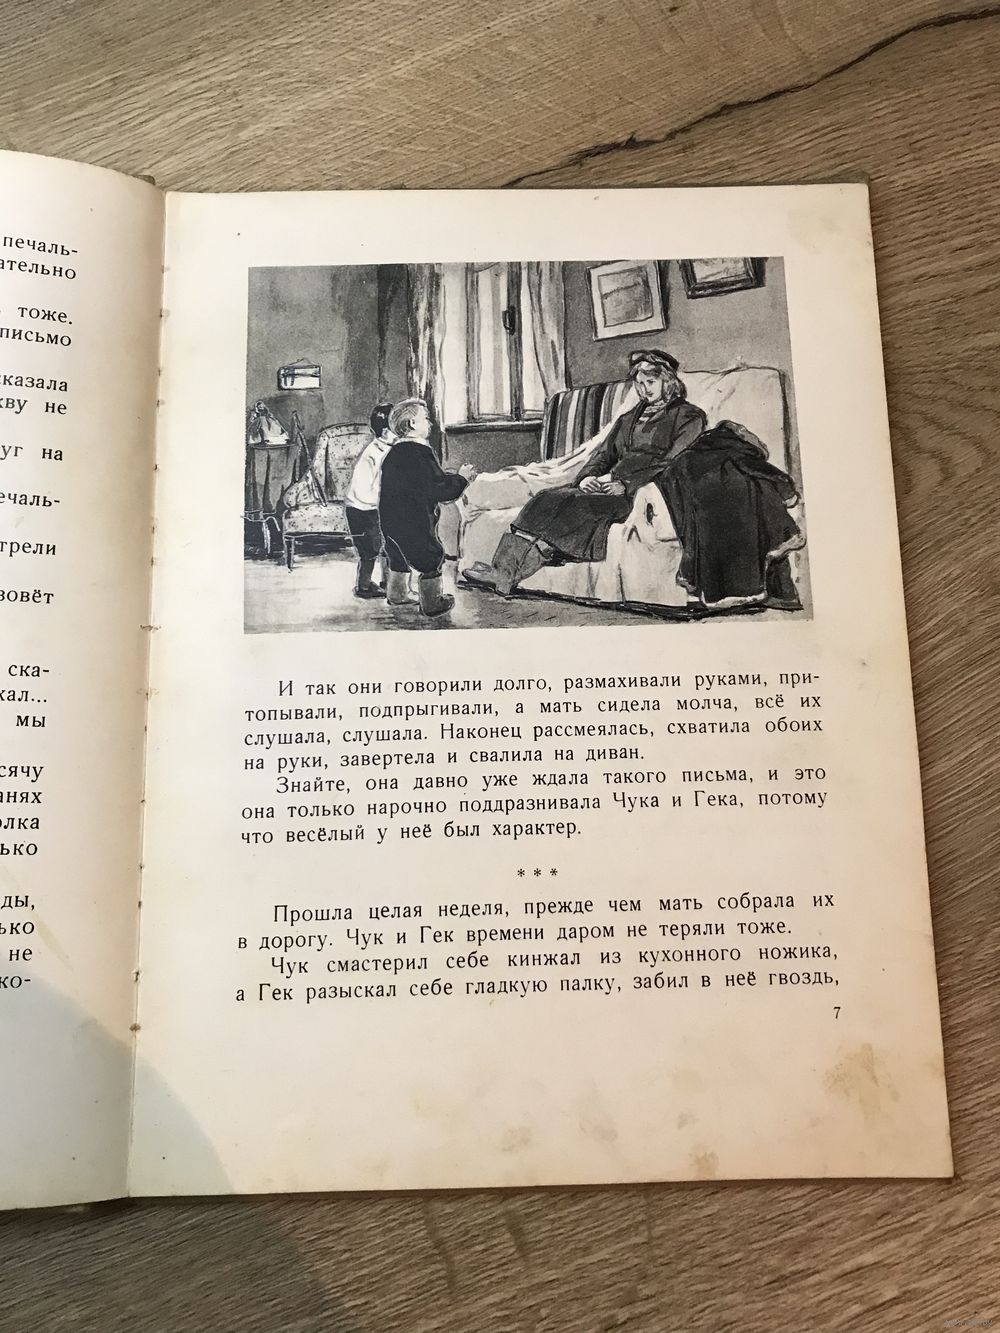 печаль-
ательно
тоже.
письмо
казала
кву не
уг на
ечаль-
трели
зовёт
ска-
хал...
мы
сячу
анях
олка
ько
ды,
ько
не
ко-
И так они говорили долго, размахивали руками, при-
топывали, подпрыгивали, а мать сидела молча, всё их
слушала, слушала. Наконец рассмеялась, схватила обоих
на руки, завертела и свалила на диван.
Знайте, она давно уже ждала такого письма, и это
она только нарочно поддразнивала Чука и Гека, потому
что весёлый у неё был характер.
* * *
Прошла целая неделя, прежде чем мать собрала их
в дорогу. Чук и Гек времени даром не теряли тоже.
Чук смастерил себе кинжал из кухонного ножика,
а Гек разыскал себе гладкую палку, забил в неё гвоздь,
7